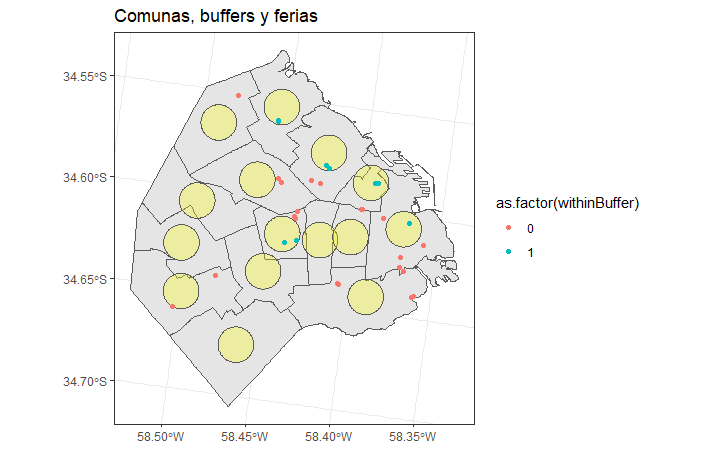 Comunas, buffers y ferias
34.55°S
34.60°S
34.65°S
34.70°S
58.50°W
58.45°W
58.40°W
58.35°W
as.factor(withinBuffer)
0
1